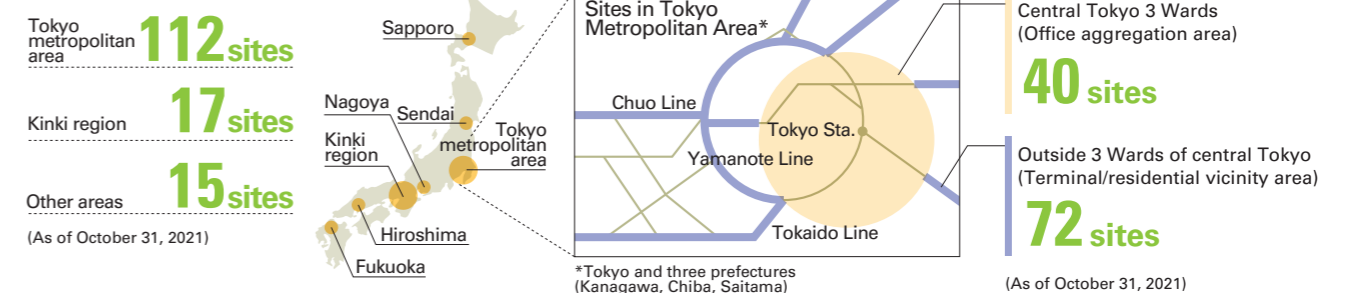 Tokyo
metropolitan
area
112 sites
Kinki region
17 sites
Other areas
15 sites
(As of October 31, 2021)
Sapporo
Nagoya
Sendai
Kinki
region
Tokyo
metropolitan
area
Hiroshima
Fukuoka
Sites in Tokyo
Metropolitan Area*
Chuo Line
Tokyo Sta.
Yamanote Line
Tokaido Line
*Tokyo and three prefectures
(Kanagawa, Chiba, Saitama)
Central Tokyo 3 Wards
(Office aggregation area)
40 sites
Outside 3 Wards of central Tokyo
(Terminal/residential vicinity area)
72 sites
(As of October 31, 2021)